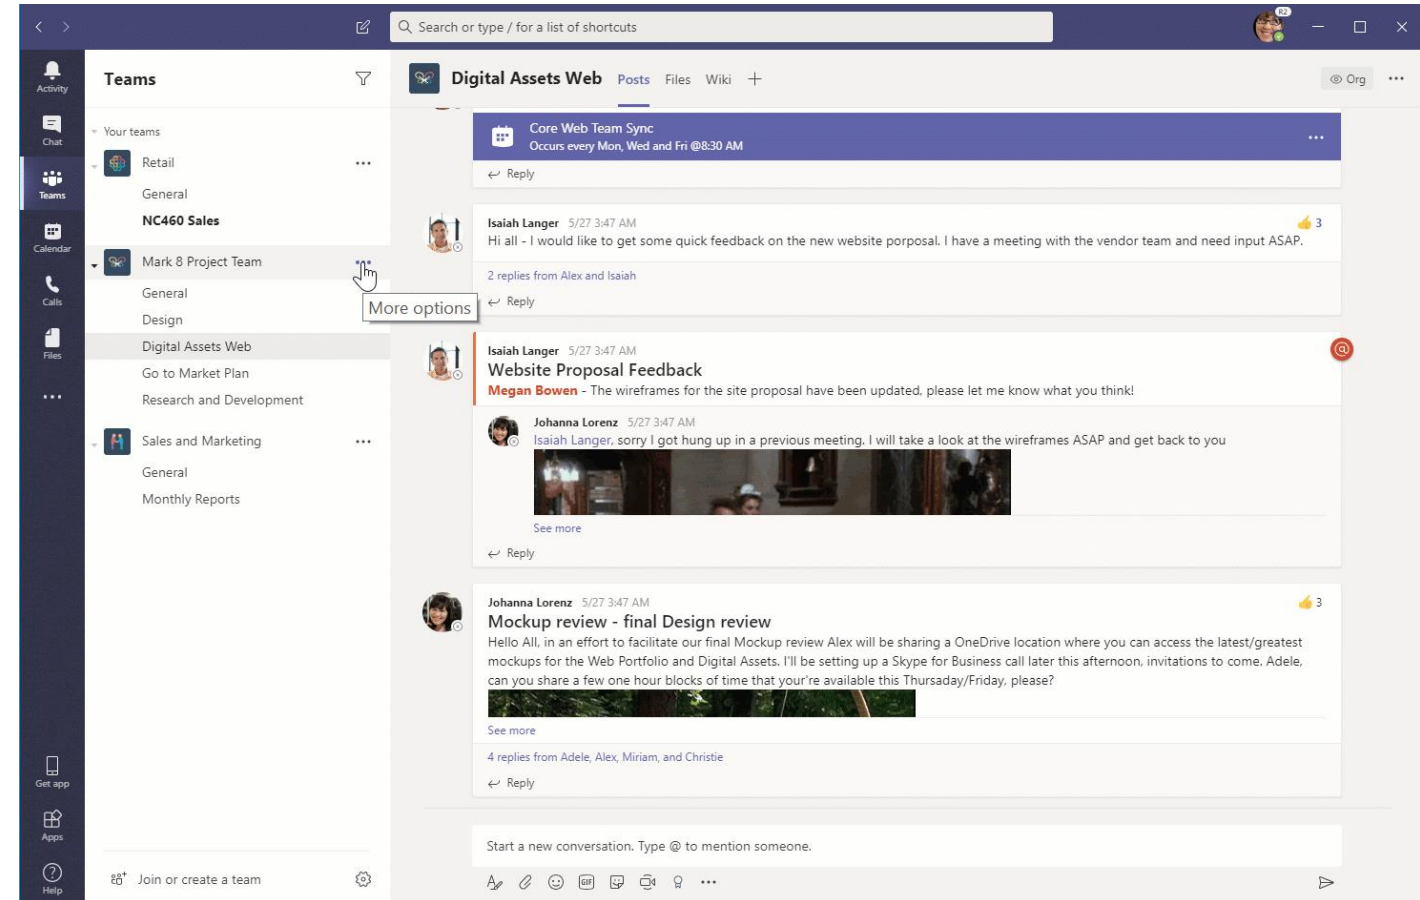 Search or type / for a list of shortcuts
R2
Activity
Chat
Teams
Calendar
Calls
Files
Get app
Apps
Help
Teams
Your teams
Retail
General
NC460 Sales
Mark 8 Project Team
General
Design
Digital Assets Web
Go to Market Plan
Research and Development
Sales and Marketing
General
Monthly Reports
Join or create a team
More options
Digital Assets Web Posts Files Wiki
Org
Core Web Team Sync
Occurs every Mon, Wed and Fri @8:30 AM
Reply
Isaiah Langer 5/27 3:47 AM
3
Hi all - I would like to get some quick feedback on the new website porposal. I have a meeting with the vendor team and need input ASAP.
2 replies from Alex and Isaiah
Reply
Isaiah Langer 5/27 3:47 AM
@
Website Proposal Feedback
Megan Bowen - The wireframes for the site proposal have been updated, please let me know what you think!
Johanna Lorenz 5/27 3:47 AM
Isaiah Langer, sorry I got hung up in a previous meeting. I will take a look at the wireframes ASAP and get back to you
See more
Reply
Johanna Lorenz 5/27 3:47 AM
3
Mockup review - final Design review
Hello All, in an effort to facilitate our final Mockup review Alex will be sharing a OneDrive location where you can access the latest/greatest
mockups for the Web Portfolio and Digital Assets. I'll be setting up a Skype for Business call later this afternoon, invitations to come. Adele,
can you share a few one hour blocks of time that your're available this Thursaday/Friday, please?
See more
4 replies from Adele, Alex, Miriam, and Christie
Reply
Start a new conversation. Type @ to mention someone.
GIF